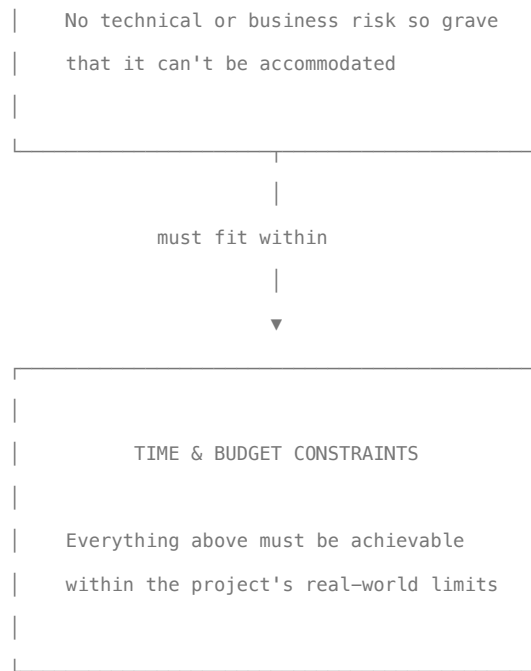 No technical or business risk so grave
that it can't be accommodated
must fit within
TIME & BUDGET CONSTRAINTS
Everything above must be achievable
within the project's real-world limits